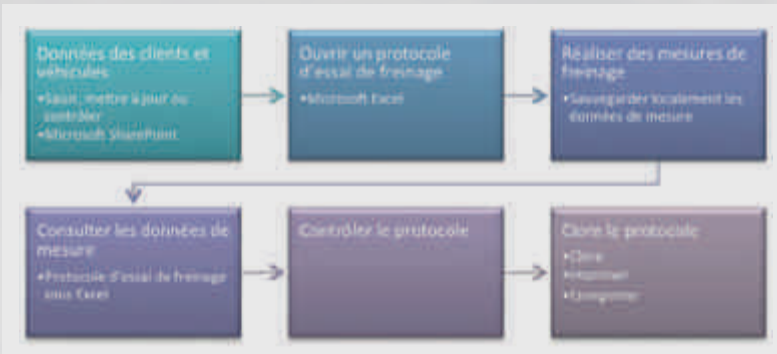 Données des clients et
véhicules
•Saisir, mettre à jour ou
contrôler
•Microsoft SharePoint
Ouvrir un protocole
d'essai de freinage
•Microsoft Excel
Réaliser des mesures de
freinage
•Sauvegarder localement les
données de mesure
Consulter les données de
mesure
•Protocole d'essai de freinage
sous Excel
Contrôler le protocole
Clore le protocole
•Clore
•Imprimer
•Enregistrer